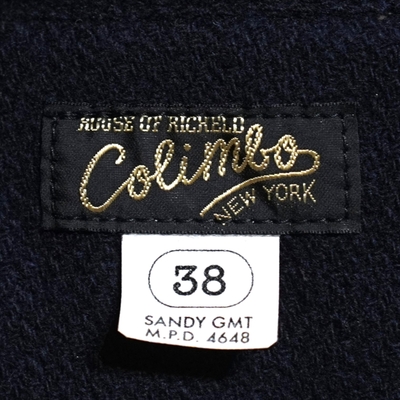 HOUSE OF RICHELD
Colimbo
NEW YORK
38
SANDY GMT
M.P.D. 4648